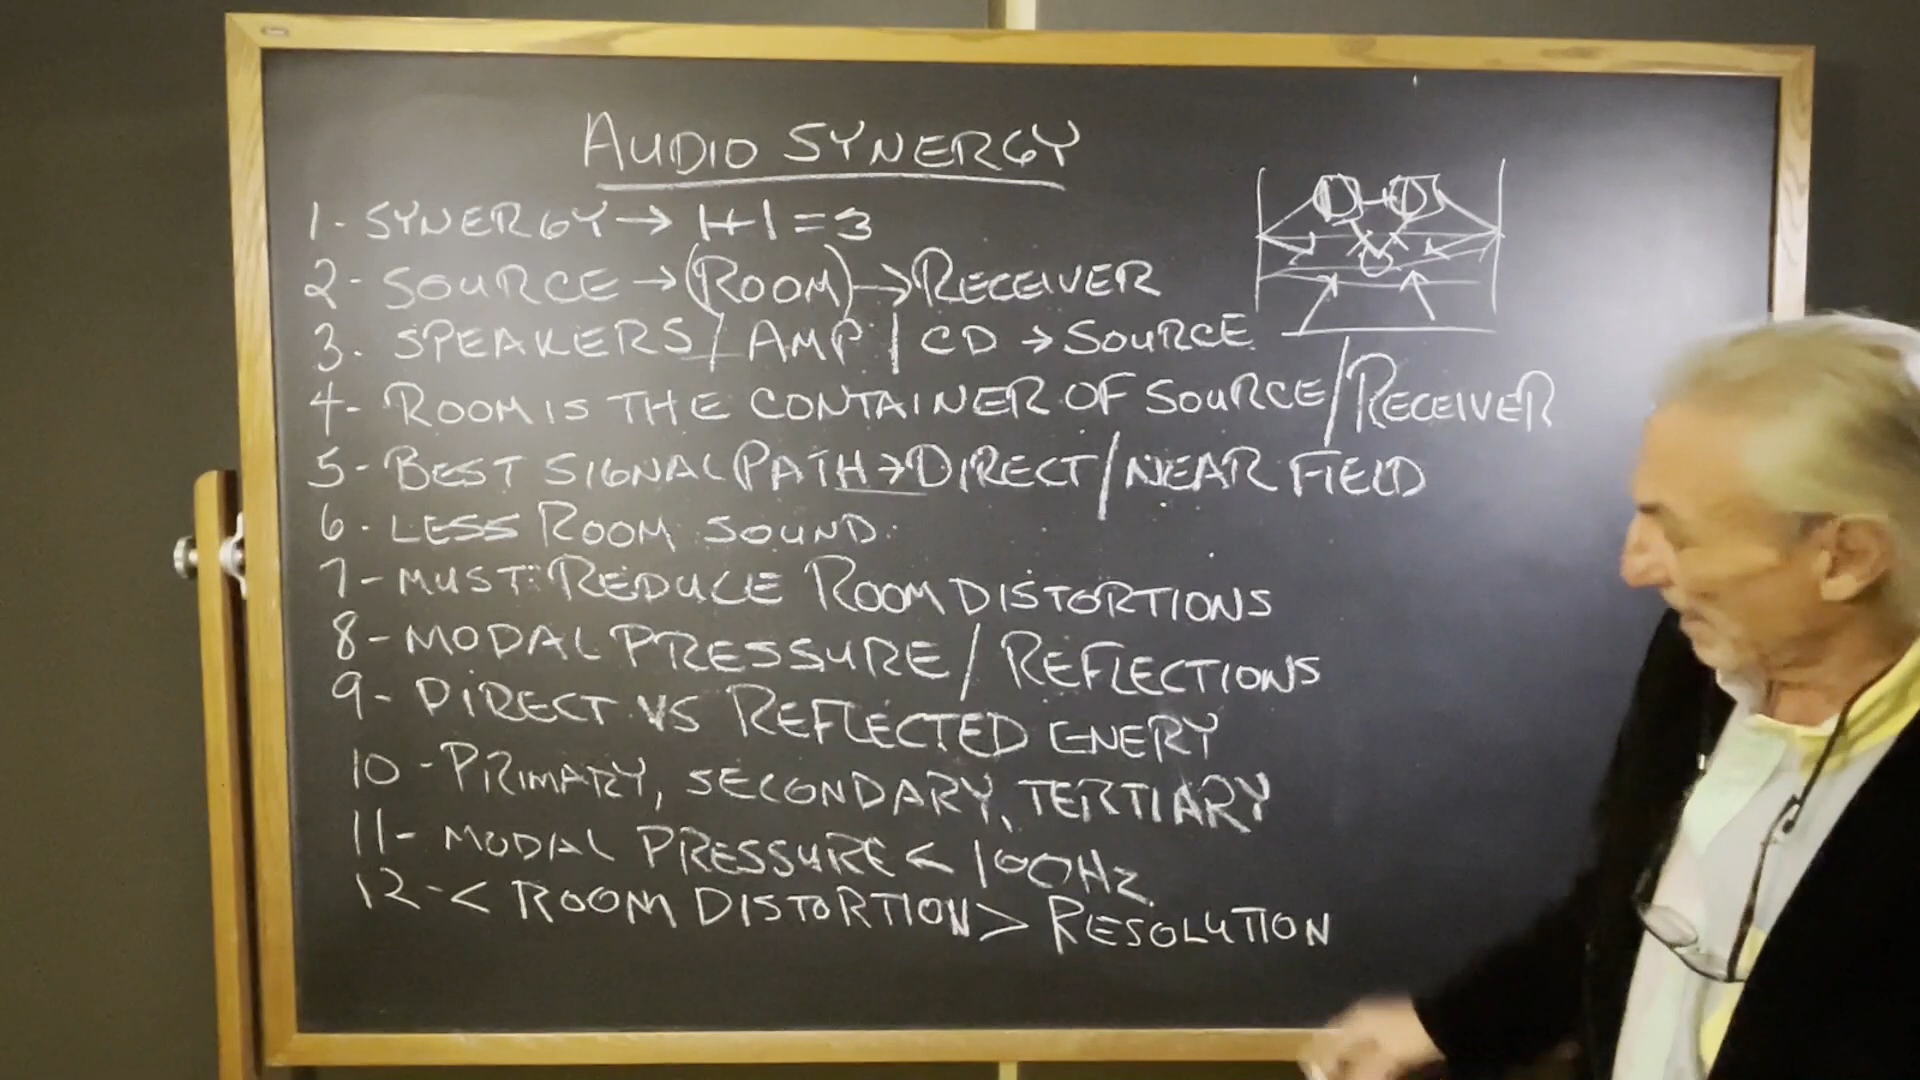 AUDIO SYNERGY
1- SYNERGY → 1+1=3
2- SOURCE → (ROOM) → RECEIVER
3. SPEAKERS / AMP / CD → SOURCE
4- ROOM IS THE CONTAINER OF SOURCE / RECEIVER
5- BEST SIGNAL PATH → DIRECT / NEAR FIELD
6- LESS ROOM SOUND.
7- MUST REDUCE ROOM DISTORTIONS
8- MODAL PRESSURE / REFLECTIONS
9- DIRECT VS REFLECTED ENERY
10- PRIMARY, SECONDARY, TERTIARY
11- MODAL PRESSURE < 100Hz.
12- < ROOM DISTORTION > RESOLUTION